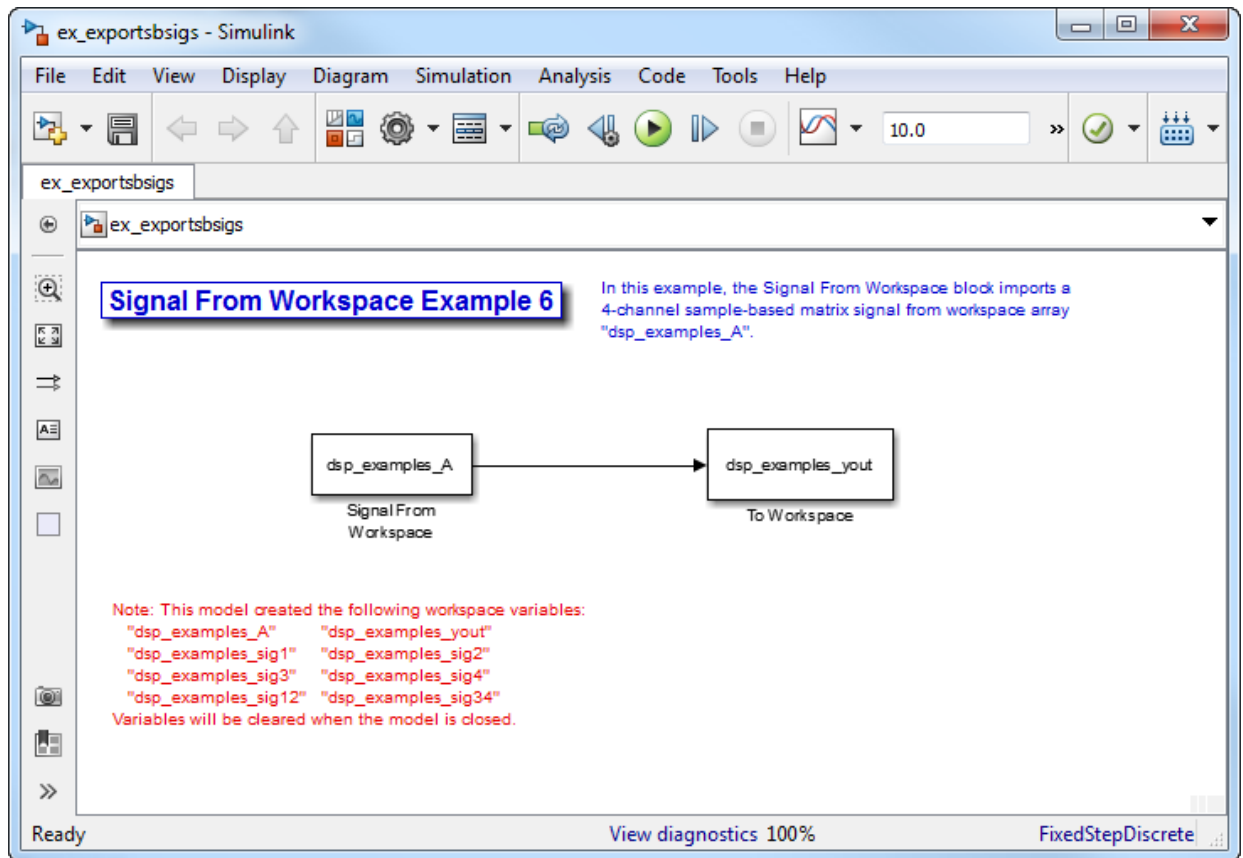 ex_exportsbsigs - Simulink
File Edit View Display Diagram Simulation Analysis Code Tools Help
10.0 »
ex_exportsbsigs
ex_exportsbsigs
Signal From Workspace Example 6
In this example, the Signal From Workspace block imports a
4-channel sample-based matrix signal from workspace array
"dsp_examples_A".
dsp_examples_A
dsp_examples_yout
Signal From
Workspace
To Workspace
Note: This model created the following workspace variables:
"dsp_examples_A" "dsp_examples_yout"
"dsp_examples_sig1" "dsp_examples_sig2"
"dsp_examples_sig3" "dsp_examples_sig4"
"dsp_examples_sig12" "dsp_examples_sig34"
Variables will be cleared when the model is closed.
Ready View diagnostics 100% FixedStepDiscrete